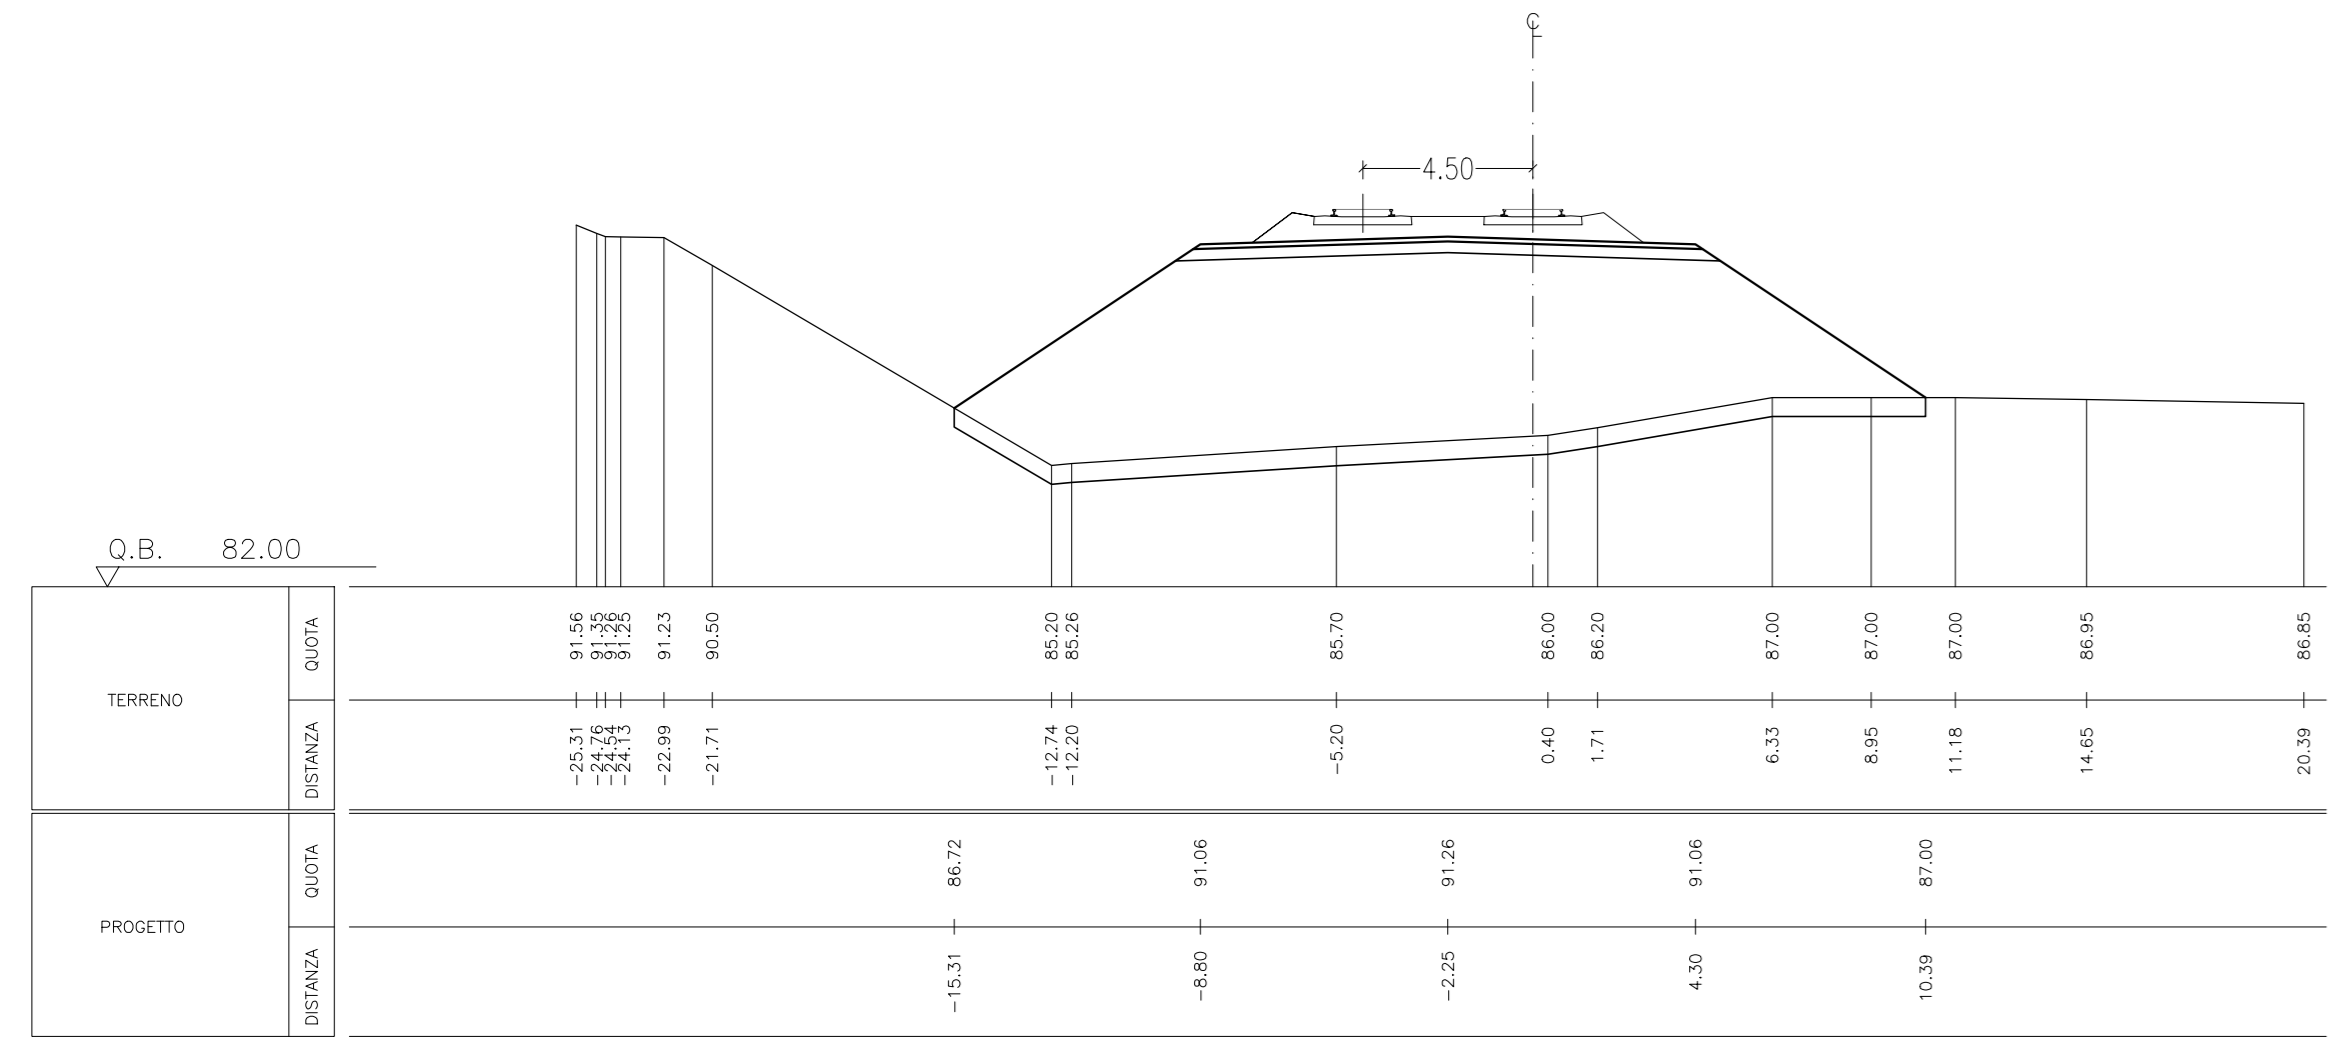 ℄
4.50
Q.B. 82.00
TERRENO
QUOTA
91.56 91.35 91.26 91.25 91.23 90.50 85.20 85.26 85.70 86.00 86.20 87.00 87.00 87.00 86.95 86.85
DISTANZA
-25.31 -24.76 -24.54 -24.13 -22.99 -21.71 -12.74 -12.20 -5.20 0.40 1.71 6.33 8.95 11.18 14.65 20.39
PROGETTO
QUOTA
86.72 91.06 91.26 91.06 87.00
DISTANZA
-15.31 -8.80 -2.25 4.30 10.39